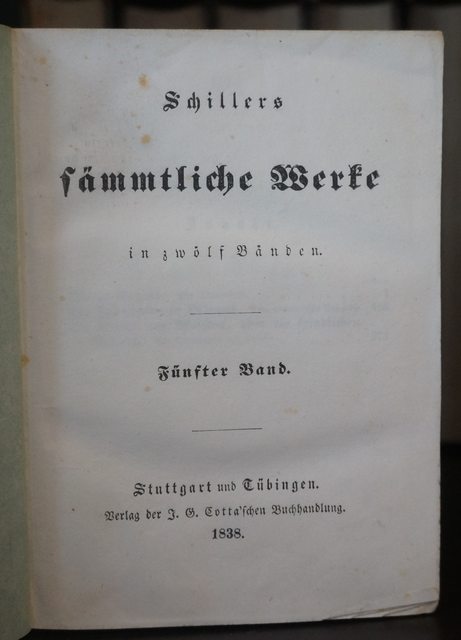 Schillers
sämmtliche Werke
in zwölf Bänden.
Fünfter Band.
Stuttgart und Tübingen.
Verlag der J. G. Cotta'schen Buchhandlung.
1838.